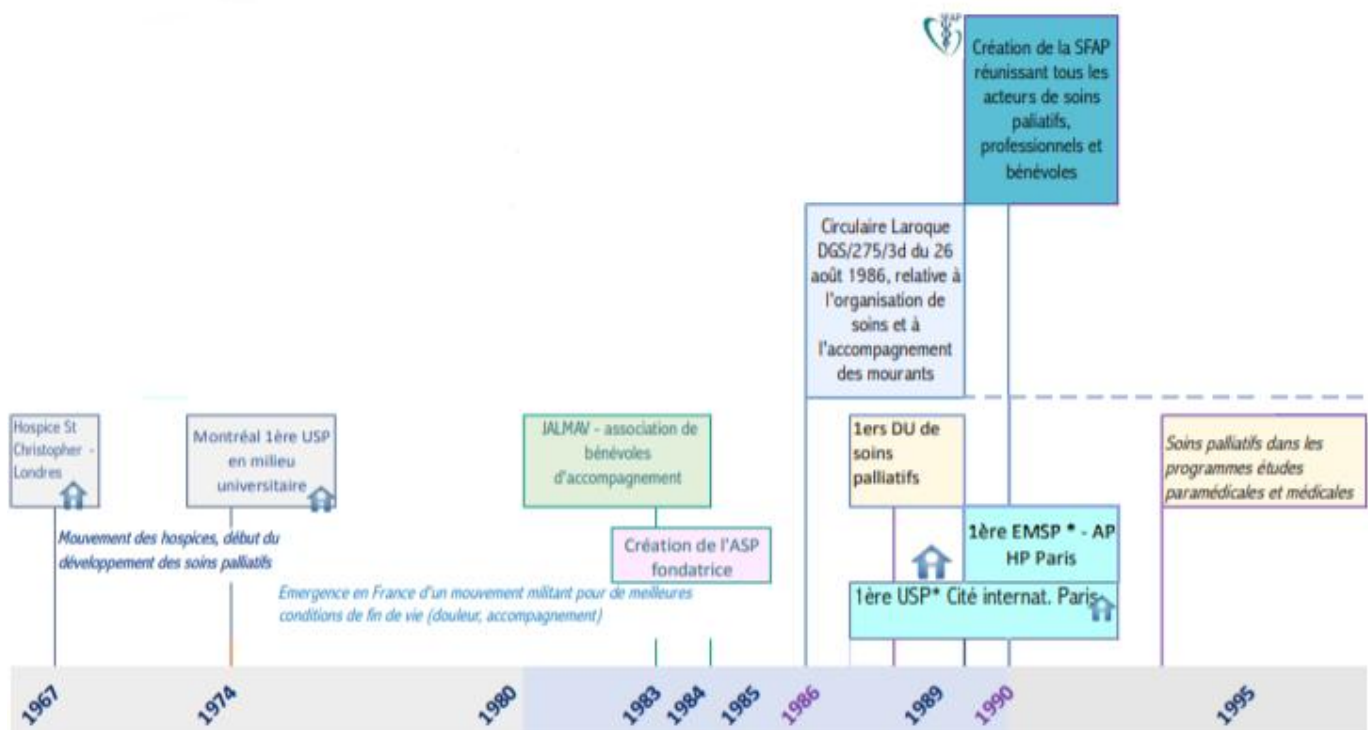 SFAP
Création de la SFAP
réunissant tous les
acteurs de soins
paliatifs,
professionnels et
bénévoles
Circulaire Laroque
DGS/275/3d du 26
août 1986, relative à
l'organisation de
soins et à
l'accompagnement
des mourants
Hospice St
Christopher -
Londres
Montréal 1ère USP
en milieu
universitaire
JALMAV - association de
bénévoles
d'accompagnement
1ers DU de
soins
palliatifs
Soins palliatifs dans les
programmes études
paramédicales et médicales
Mouvement des hospices, début du
développement des soins palliatifs
Création de l'ASP
fondatrice
1ère EMSP * - AP
HP Paris
Emergence en France d'un mouvement militant pour de meilleures
conditions de fin de vie (douleur, accompagnement)
1ère USP* Cité internat. Paris
1967
1974
1980
1983
1984
1985
1986
1989
1990
1995